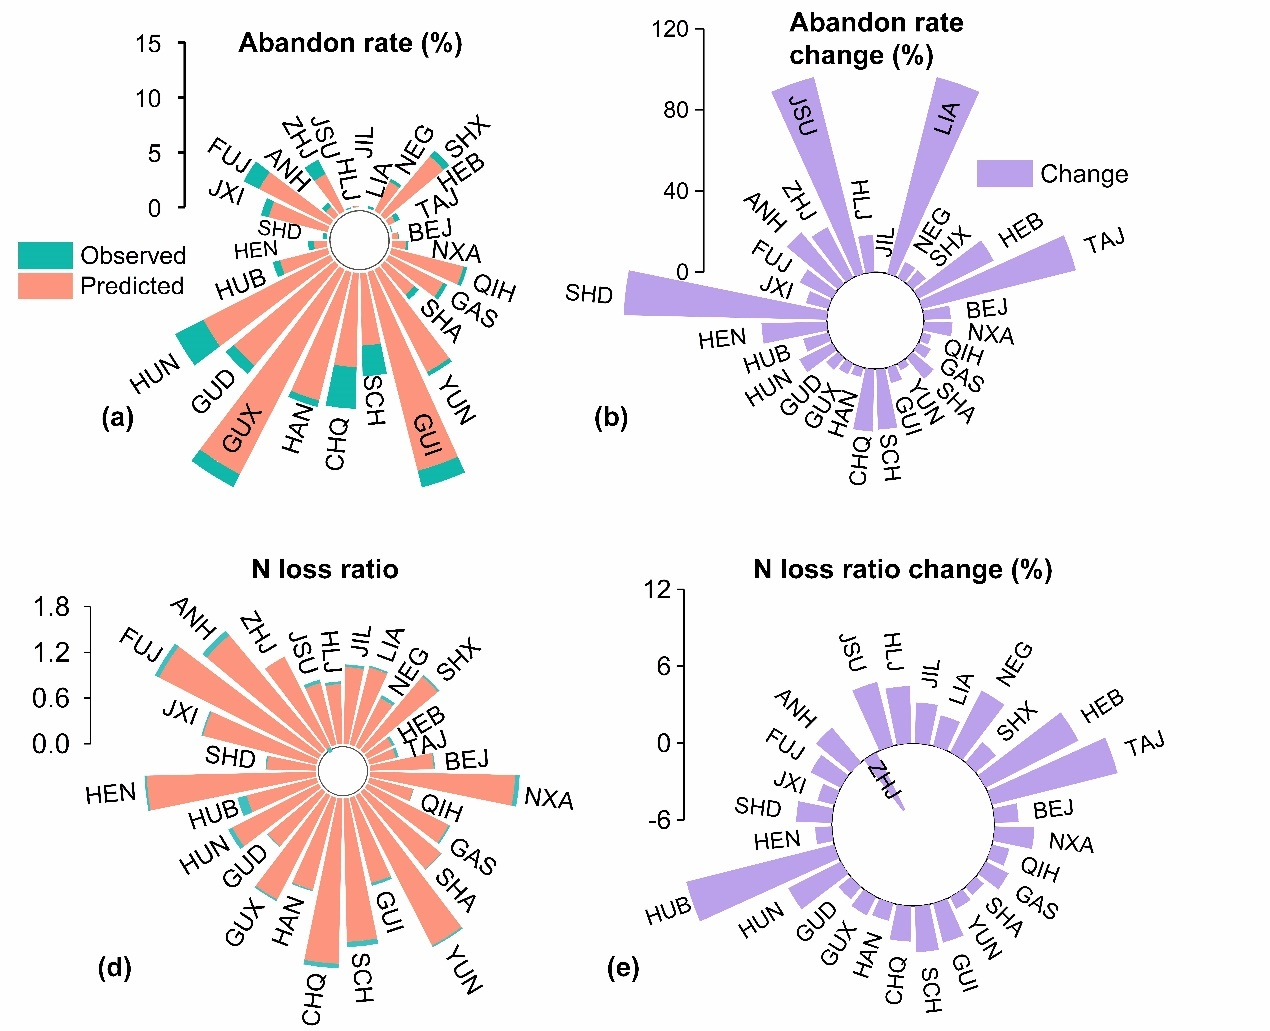 Abandon rate (%)
15
10
5
0
Observed
Predicted
JIL
LIA
NEG
SHX
HEB
TAJ
BEJ
NXA
QIH
GAS
SHA
YUN
GUI
SCH
CHQ
HAN
GUX
GUD
HUN
HUB
HEN
SHD
JXI
FUJ
ANH
ZHJ
JSU
HLJ
(a)
Abandon rate
change (%)
120
80
40
0
Change
JIL
LIA
NEG
SHX
HEB
TAJ
BEJ
NXA
QIH
GAS
SHA
YUN
GUI
SCH
CHQ
HAN
GUX
GUD
HUN
HUB
HEN
SHD
JXI
FUJ
ANH
ZHJ
JSU
HLJ
(b)
N loss ratio
1.8
1.2
0.6
0.0
JIL
LIA
NEG
SHX
HEB
TAJ
BEJ
NXA
QIH
GAS
SHA
YUN
GUI
SCH
CHQ
HAN
GUX
GUD
HUN
HUB
HEN
SHD
JXI
FUJ
ANH
ZHJ
JSU
HLJ
(d)
N loss ratio change (%)
12
6
0
-6
JIL
LIA
NEG
SHX
HEB
TAJ
BEJ
NXA
QIH
GAS
SHA
YUN
GUI
SCH
CHQ
HAN
GUX
GUD
HUN
HUB
HEN
SHD
JXI
FUJ
ANH
ZHJ
JSU
HLJ
(e)